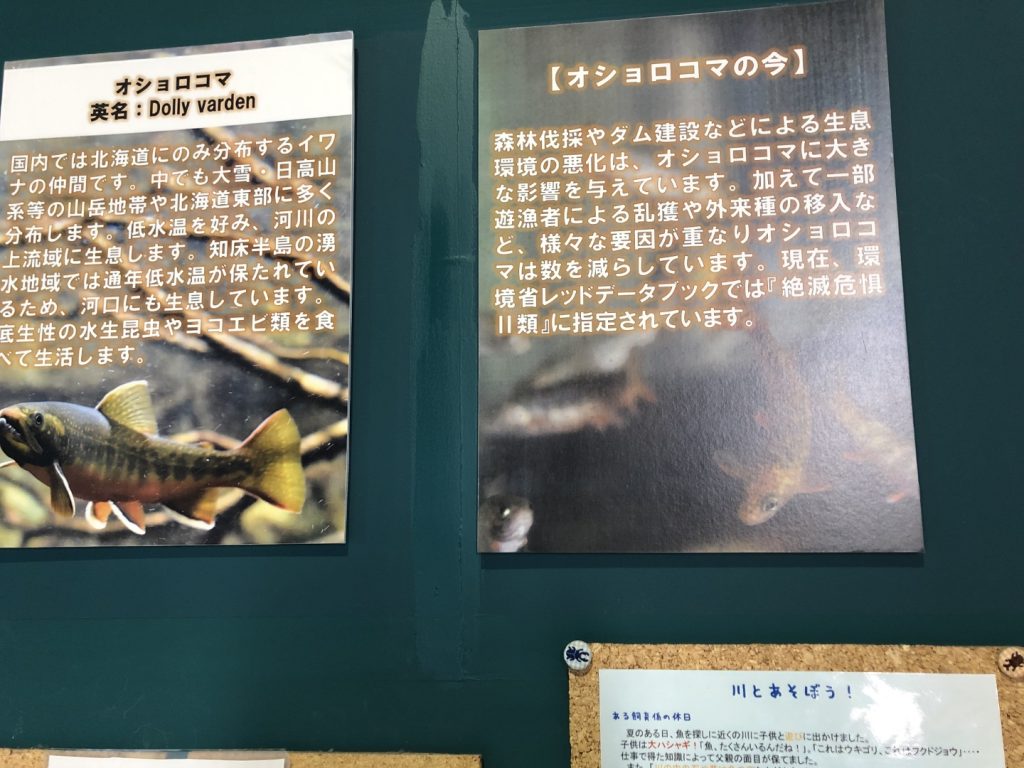 オショロコマ
英名：Dolly varden
国内では北海道にのみ分布するイワ
ナの仲間です。中でも大雪・日高山
系等の山岳地帯や北海道東部に多く
分布します。低水温を好み、河川の
上流域に生息します。知床半島の湧
水地域では通年低水温が保たれてい
るため、河口にも生息しています。
底生性の水生昆虫やヨコエビ類を食
べて生活します。
【オショロコマの今】
森林伐採やダム建設などによる生息
環境の悪化は、オショロコマに大き
な影響を与えています。加えて一部
遊漁者による乱獲や外来種の移入な
ど、様々な要因が重なりオショロコ
マは数を減らしています。現在、環
境省レッドデータブックでは『絶滅危惧
Ⅱ類』に指定されています。
川とあそぼう！
ある飼育係の休日
夏のある日、魚を探しに近くの川に子供と遊びに出かけました。
子供は大ハシャギ！「魚、たくさんいるんだね！」。「これはウキゴリ、これはフクドジョウ」‥‥
仕事で得た知識によって父親の面目が保てました。